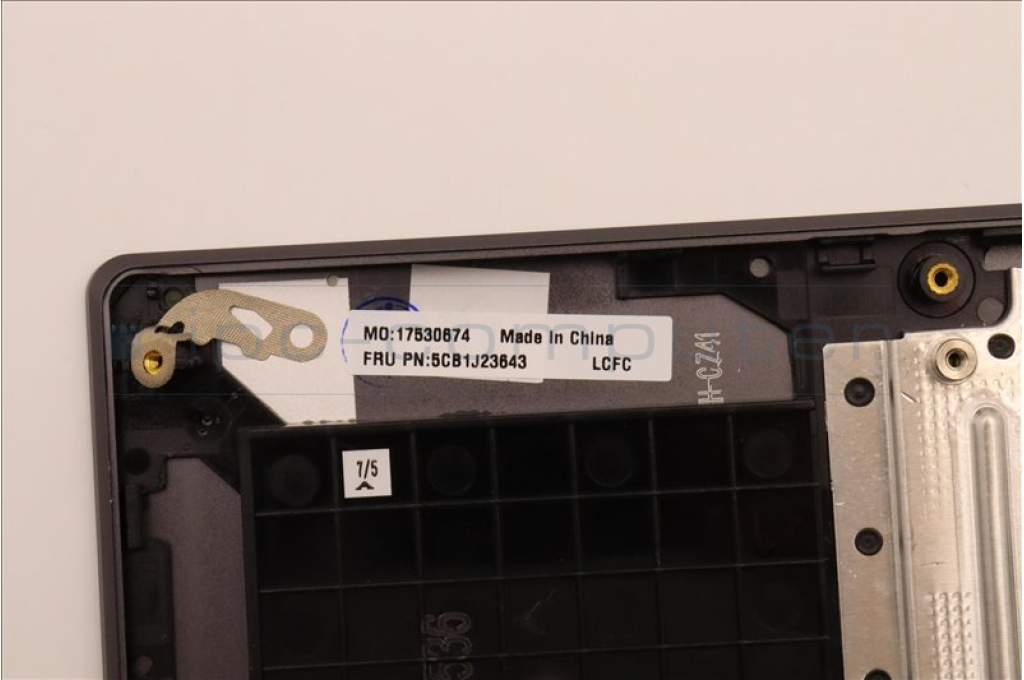 MO:17530674 Made in China
FRU PN:5CB1J23643 LCFC
H-CZ41
7/5